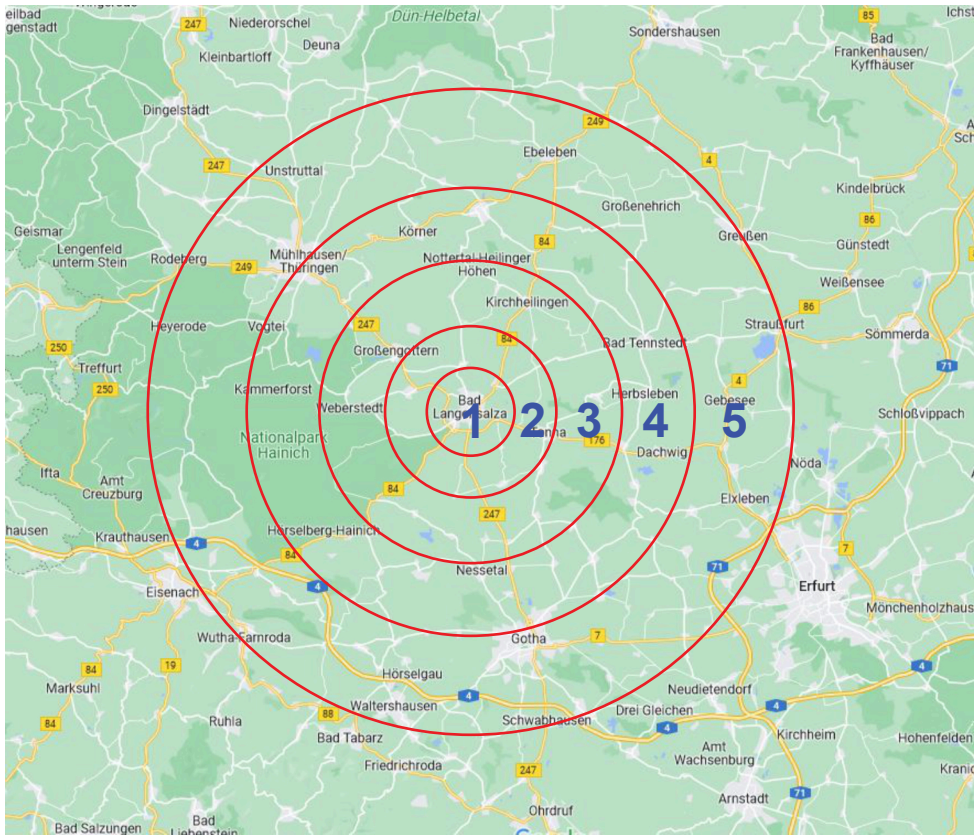 eilbad
genstadt
247
Niederorschel
Deuna
Kleinbartloff
Dün-Helbetal
Sondershausen
85
Bad
Frankenhausen/
Kyffhäuser
Dingelstädt
249
Ebeleben
4
247
Unstruttal
Großenehrich
Kindelbrück
86
Geismar
Lengenfeld
unterm Stein
Rodeberg
249
Mühlhausen/
Thüringen
Körner
84
Nottertal-Heilinger
Höhen
Greußen
Günstedt
Weißensee
Kirchheilingen
86
Heyerode
Vogtei
247
84
Straußfurt
Sömmerda
250
Treffurt
250
Großengottern
Bad Tennstedt
71
Kammerforst
Weberstedt
Bad
Langensalza
1
2
3
4
5
Herbsleben
4
Gebesee
Schloßvippach
Nationalpark
Hainich
176
Dachwig
Nöda
Ifta
Amt
Creuzburg
84
Elxleben
hausen
Krauthausen
4
Hörselberg-Hainich
247
84
7
4
Nessetal
71
Eisenach
Erfurt
Mönchenholzhaus
Wutha-Farnroda
Gotha
7
84
19
Hörselgau
4
Marksuhl
4
Neudietendorf
4
84
Ruhla
88
Waltershausen
Schwabhausen
Drei Gleichen
4
4
Kirchheim
Hohenfelden
Bad Tabarz
Friedrichroda
Amt
Wachsenburg
247
Kranic
71
Arnstadt
Ohrdruf
Bad Salzungen
Bad
Liebenstein